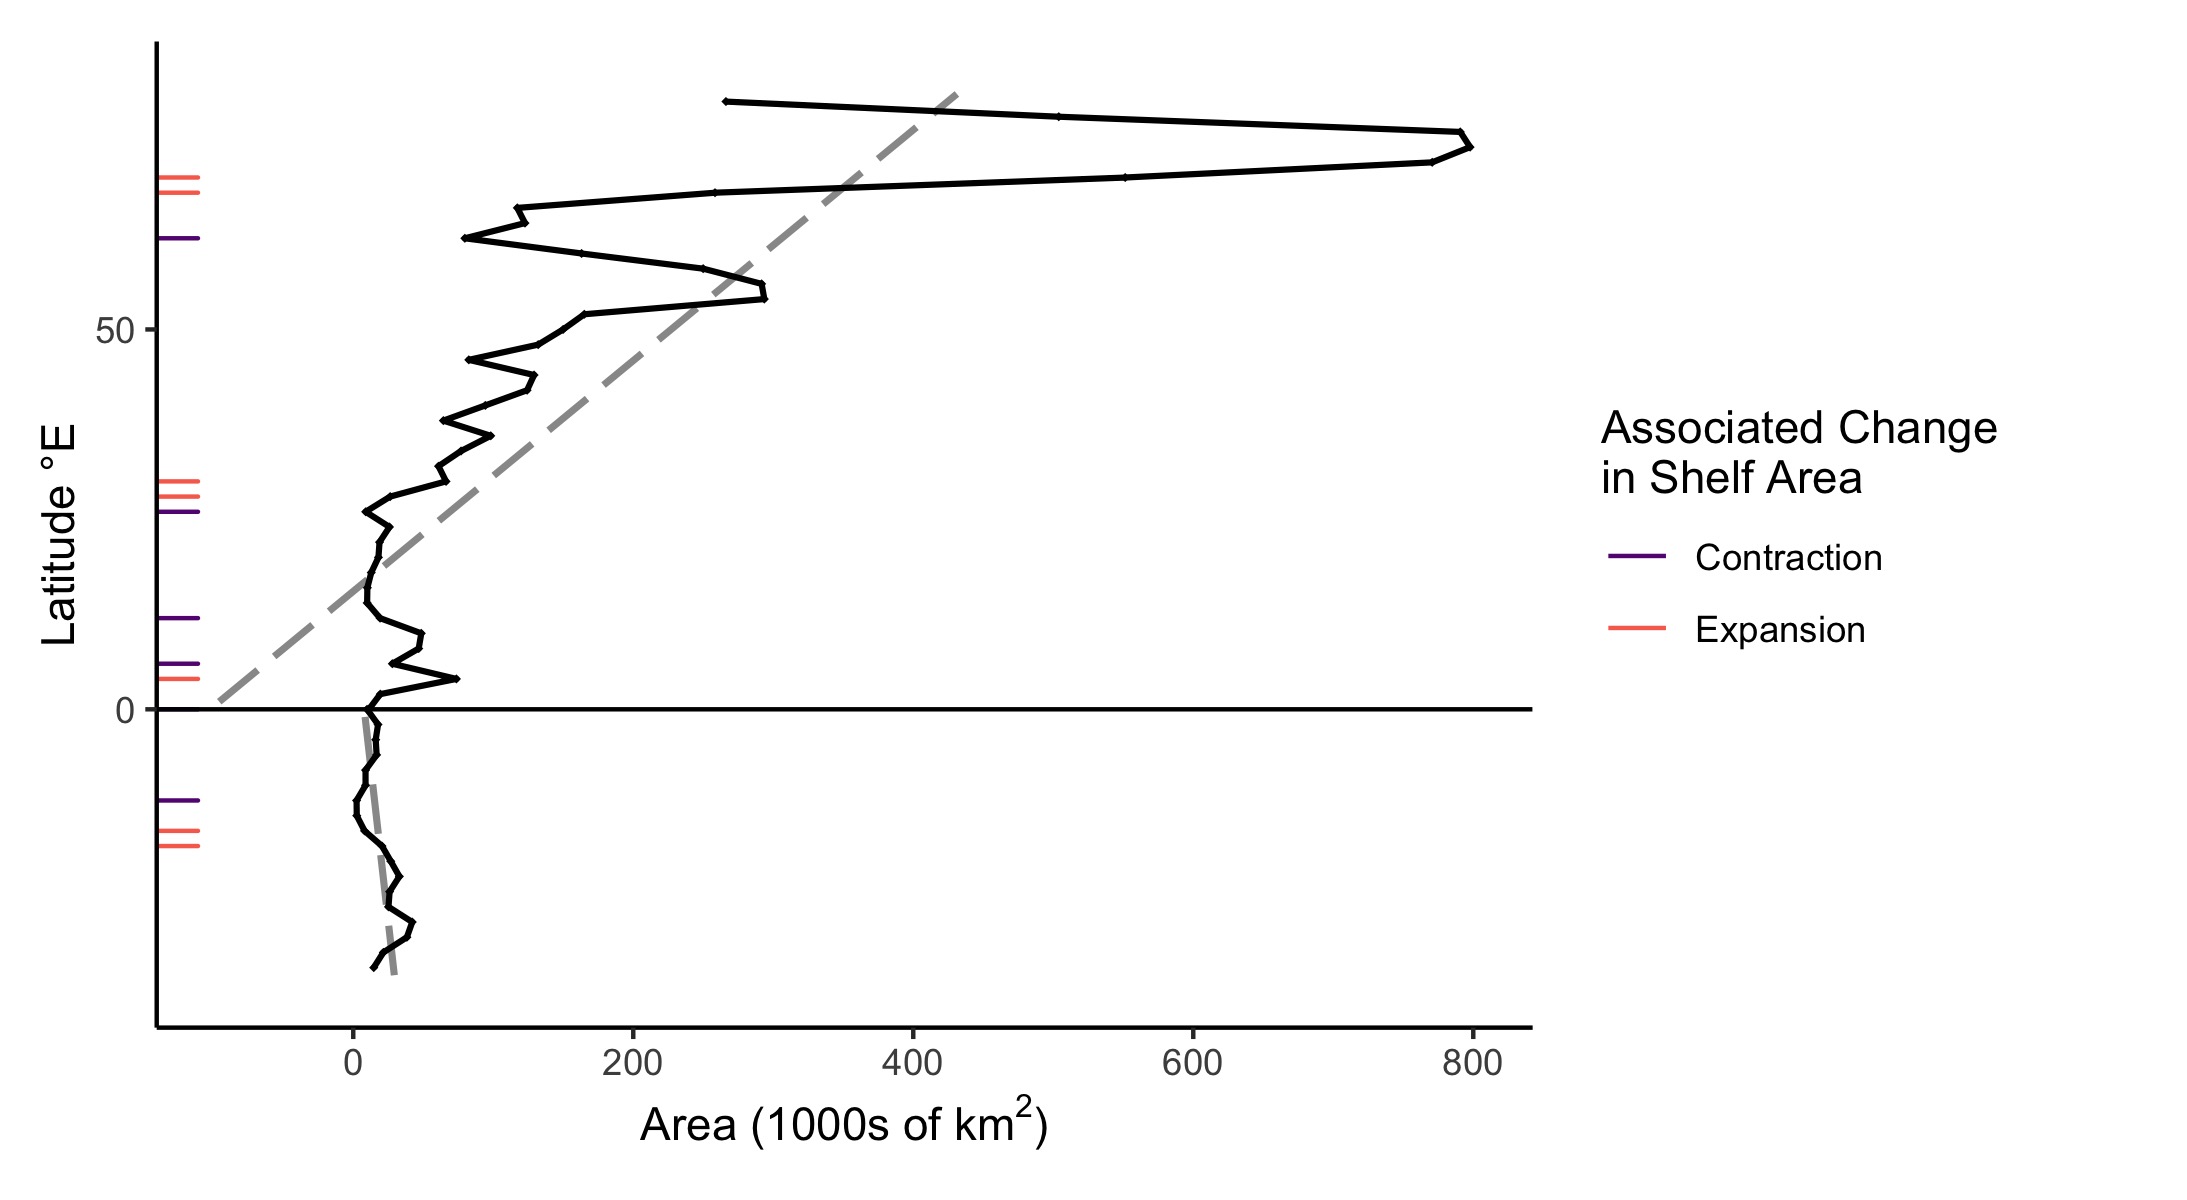 50
0
Latitude °E
0 200 400 600 800
Area (1000s of km²)
Associated Change
in Shelf Area
Contraction
Expansion